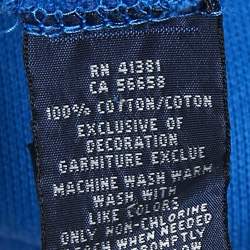 RN 41381
CA 56658
100% COTTON/COTON
EXCLUSIVE OF
DECORATION
GARNITURE EXCLUE
MACHINE WASH WARM
WASH WITH
LIKE COLORS
ONLY NON-CHLORINE
WHEN NEEDED